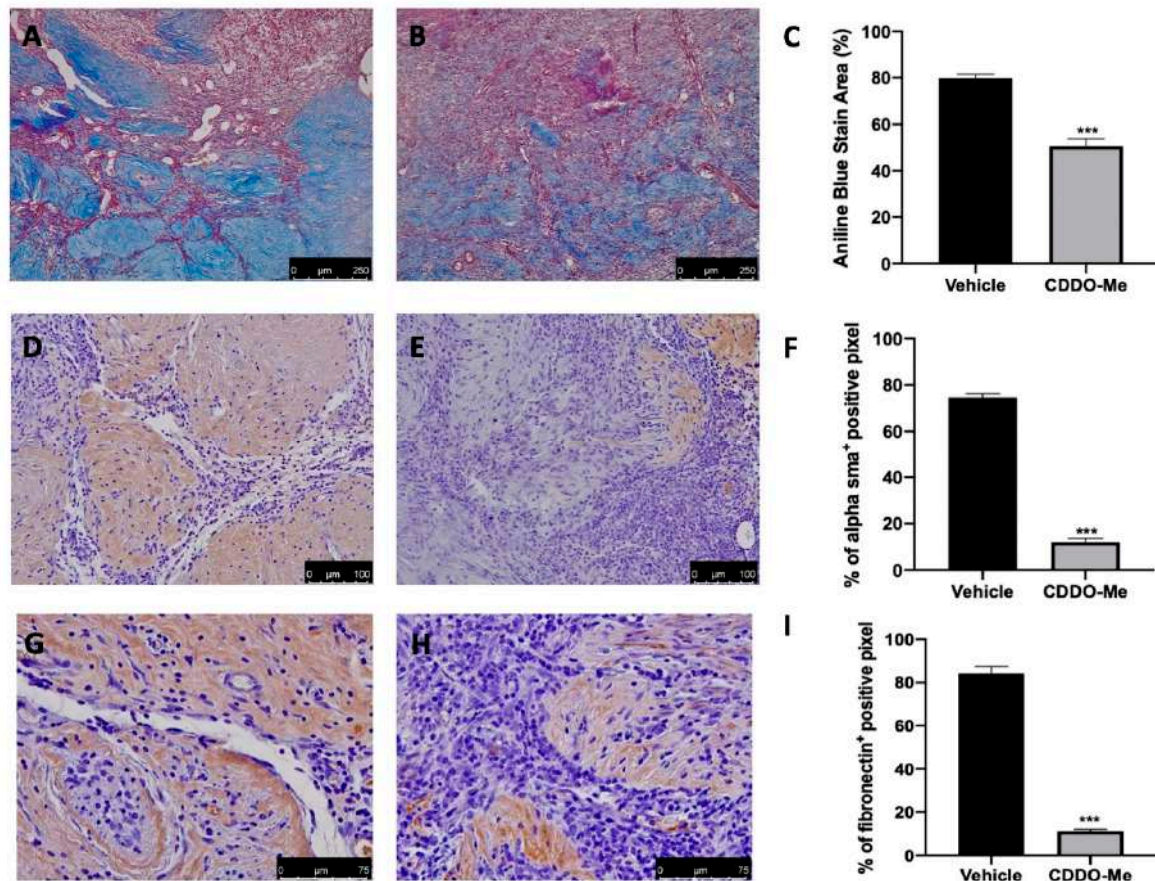 A
0 µm 250
B
0 µm 250
C
Aniline Blue Stain Area (%)
100
80
60
40
20
0
***
Vehicle CDDO-Me
D
0 µm 100
E
0 µm 100
F
% of alpha sma+ positive pixel
100
80
60
40
20
0
***
Vehicle CDDO-Me
G
0 µm 75
H
0 µm 75
I
% of fibronectin+ positive pixel
100
80
60
40
20
0
***
Vehicle CDDO-Me